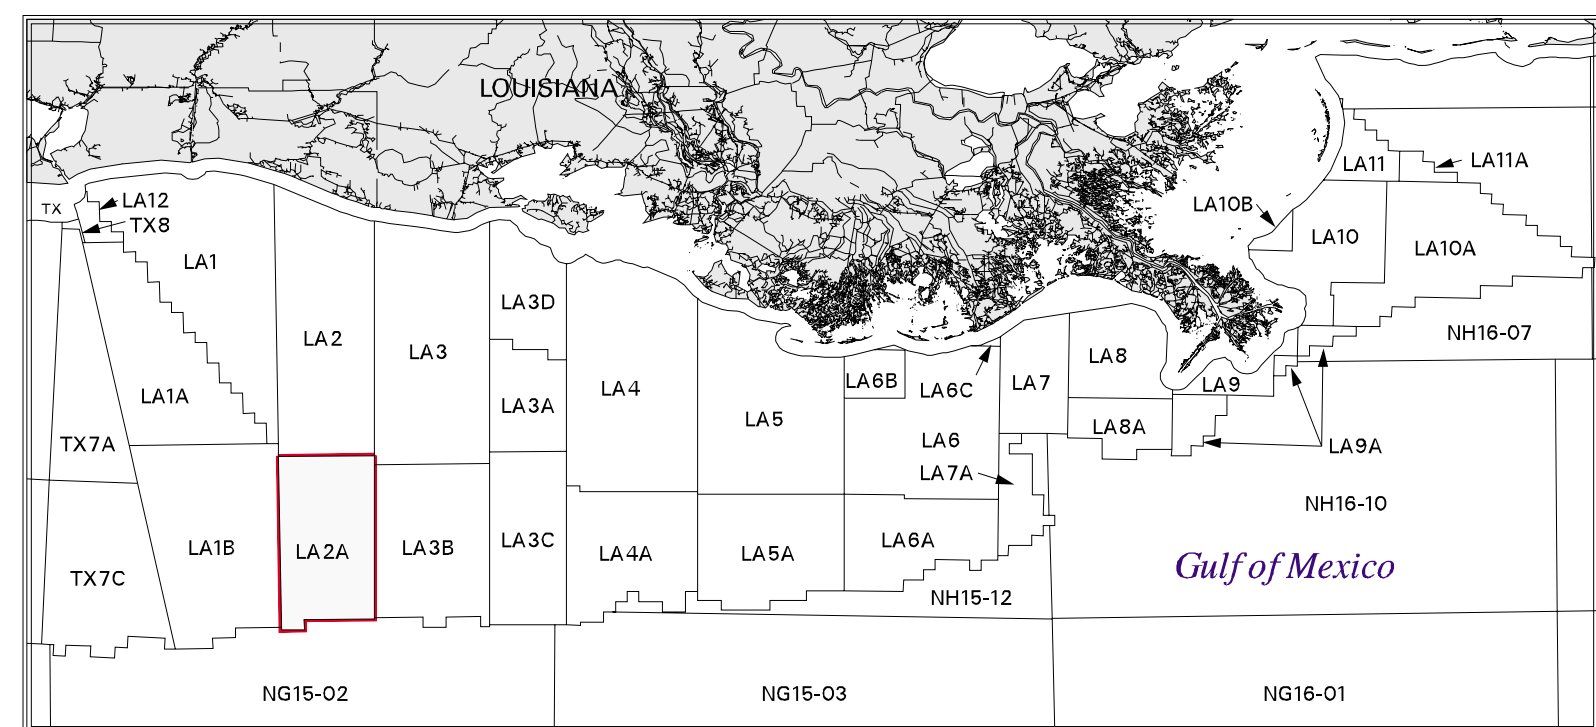 LOUISIANA
LA11
LA11A
LA12
TX
TX8
LA10B
LA10
LA10A
LA1
LA3D
LA2
LA3
NH16-07
LA8
LA6B
LA6C
LA7
LA9
LA4
LA1A
LA3A
LA5
LA8A
TX7A
LA6
LA9A
LA7A
NH16-10
LA1B
LA2A
LA3B
LA3C
LA4A
LA5A
LA6A
Gulf of Mexico
TX7C
NH15-12
NG15-02
NG15-03
NG16-01